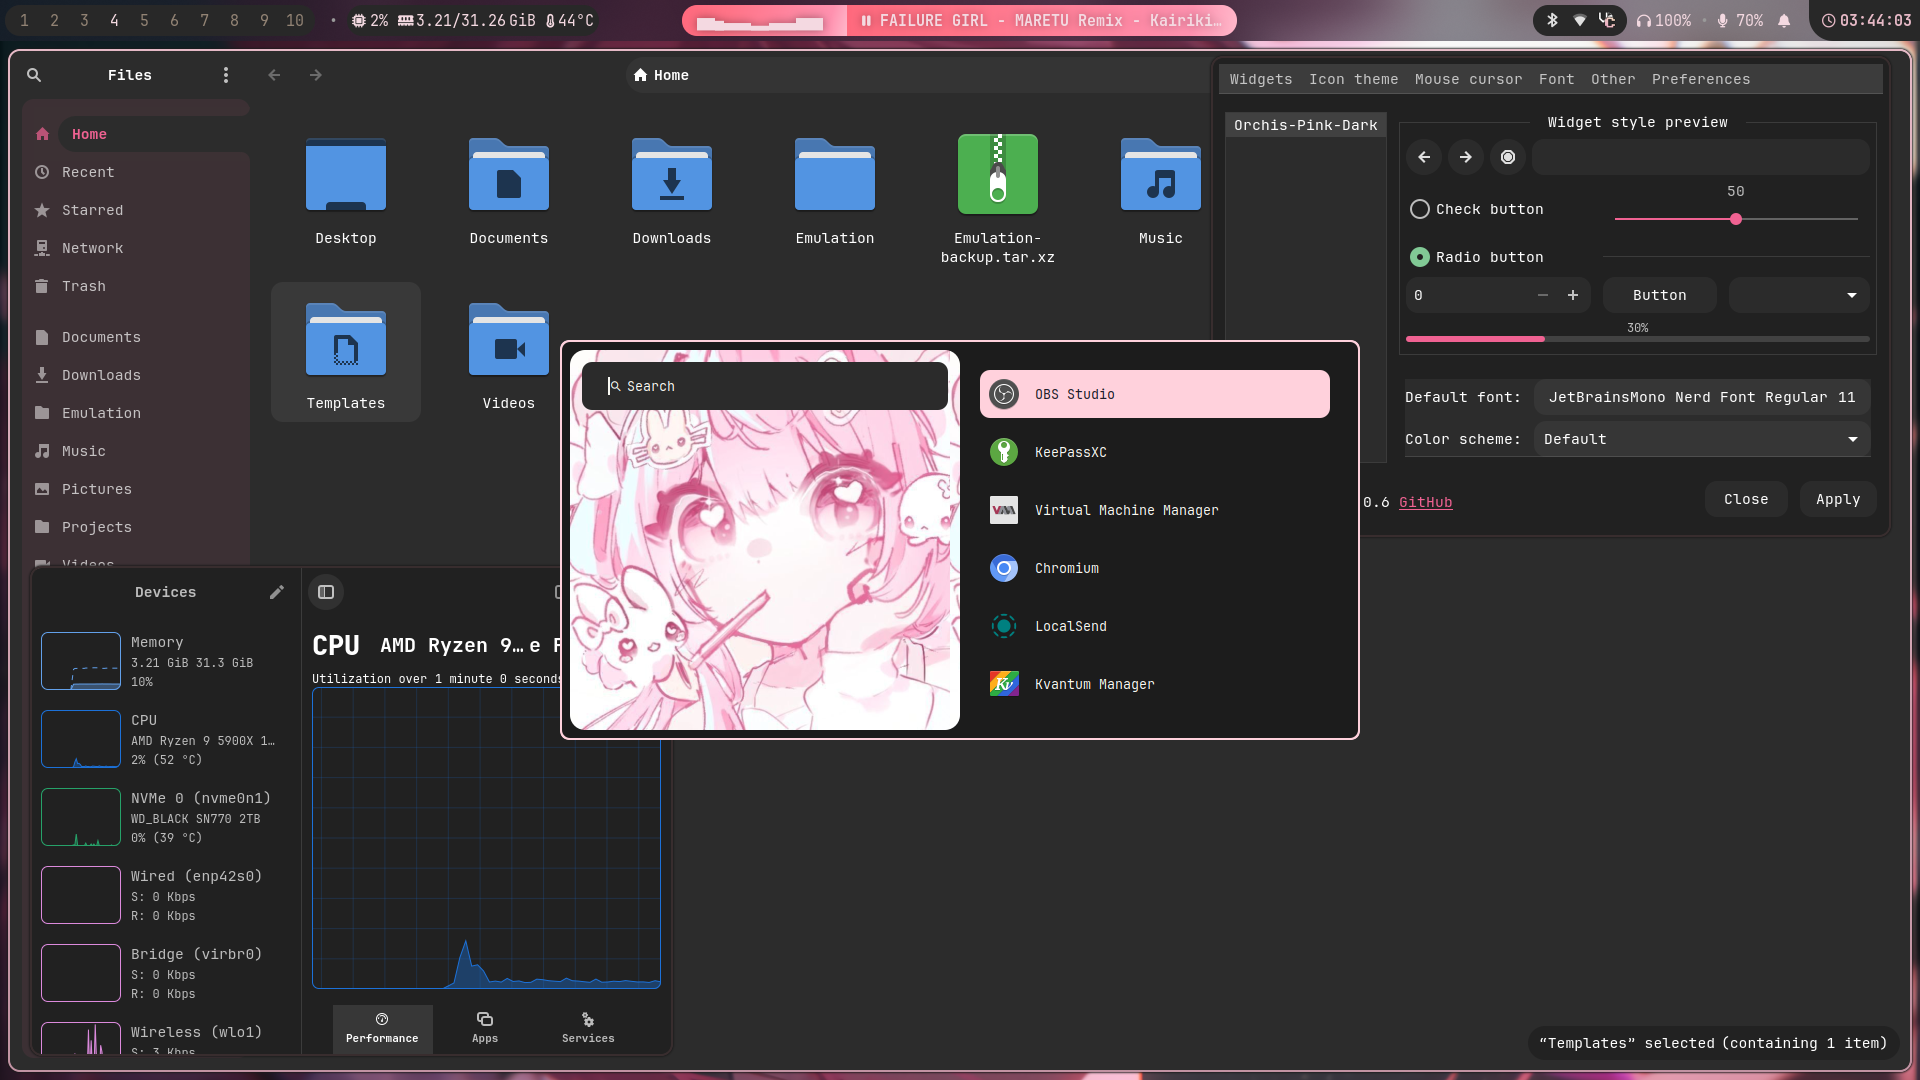 1 2 3 4 5 6 7 8 9 10 • 2% 3.21/31.26 GiB 44°C
FAILURE GIRL - MARETU Remix - Kairiki…
100% • 70% 03:44:03
Files
Home
Home
Recent
Starred
Network
Trash
Documents
Downloads
Emulation
Music
Pictures
Projects
Videos
Desktop
Documents
Downloads
Emulation
Emulation-
backup.tar.xz
Music
Templates
Videos
Widgets Icon theme Mouse cursor Font Other Preferences
Orchis-Pink-Dark
Widget style preview
50
Check button
Radio button
0
Button
30%
Default font: JetBrainsMono Nerd Font Regular 11
Color scheme: Default
0.6 GitHub
Close
Apply
Search
OBS Studio
KeePassXC
Virtual Machine Manager
Chromium
LocalSend
Kv
Kvantum Manager
Devices
Memory
3.21 GiB 31.3 GiB
10%
CPU
AMD Ryzen 9 5900X 1…
2% (52 °C)
NVMe 0 (nvme0n1)
WD_BLACK SN770 2TB
0% (39 °C)
Wired (enp42s0)
S: 0 Kbps
R: 0 Kbps
Bridge (virbr0)
S: 0 Kbps
R: 0 Kbps
Wireless (wlo1)
S: 3 Kbps
CPU AMD Ryzen 9…e
Utilization over 1 minute 0 seconds
Performance
Apps
Services
“Templates” selected (containing 1 item)